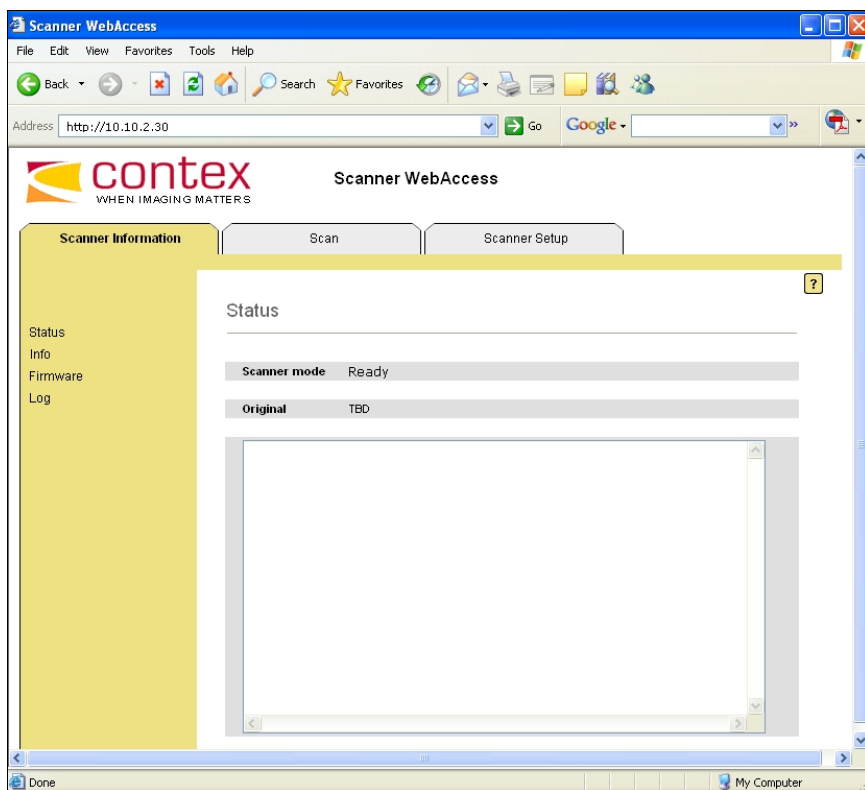 Scanner WebAccess
File Edit View Favorites Tools Help
Back Search Favorites
Address http://10.10.2.30 Go Google
contex Scanner WebAccess
WHEN IMAGING MATTERS
Scanner Information Scan Scanner Setup
?
Status
Status
Info
Firmware
Log
Scanner mode Ready
Original TBD
Done My Computer